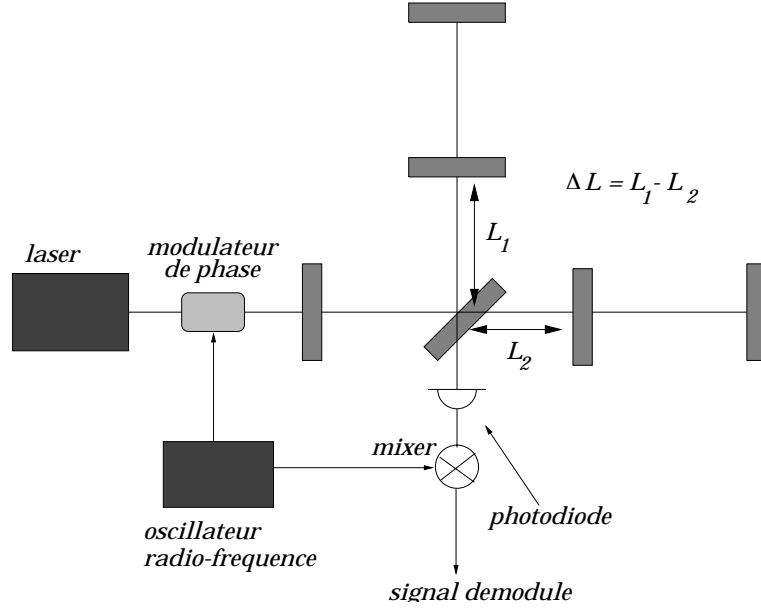 ΔL = L1 - L2
laser
modulateur
de phase
L1
L2
mixer
photodiode
oscillateur
radio-frequence
signal demodule